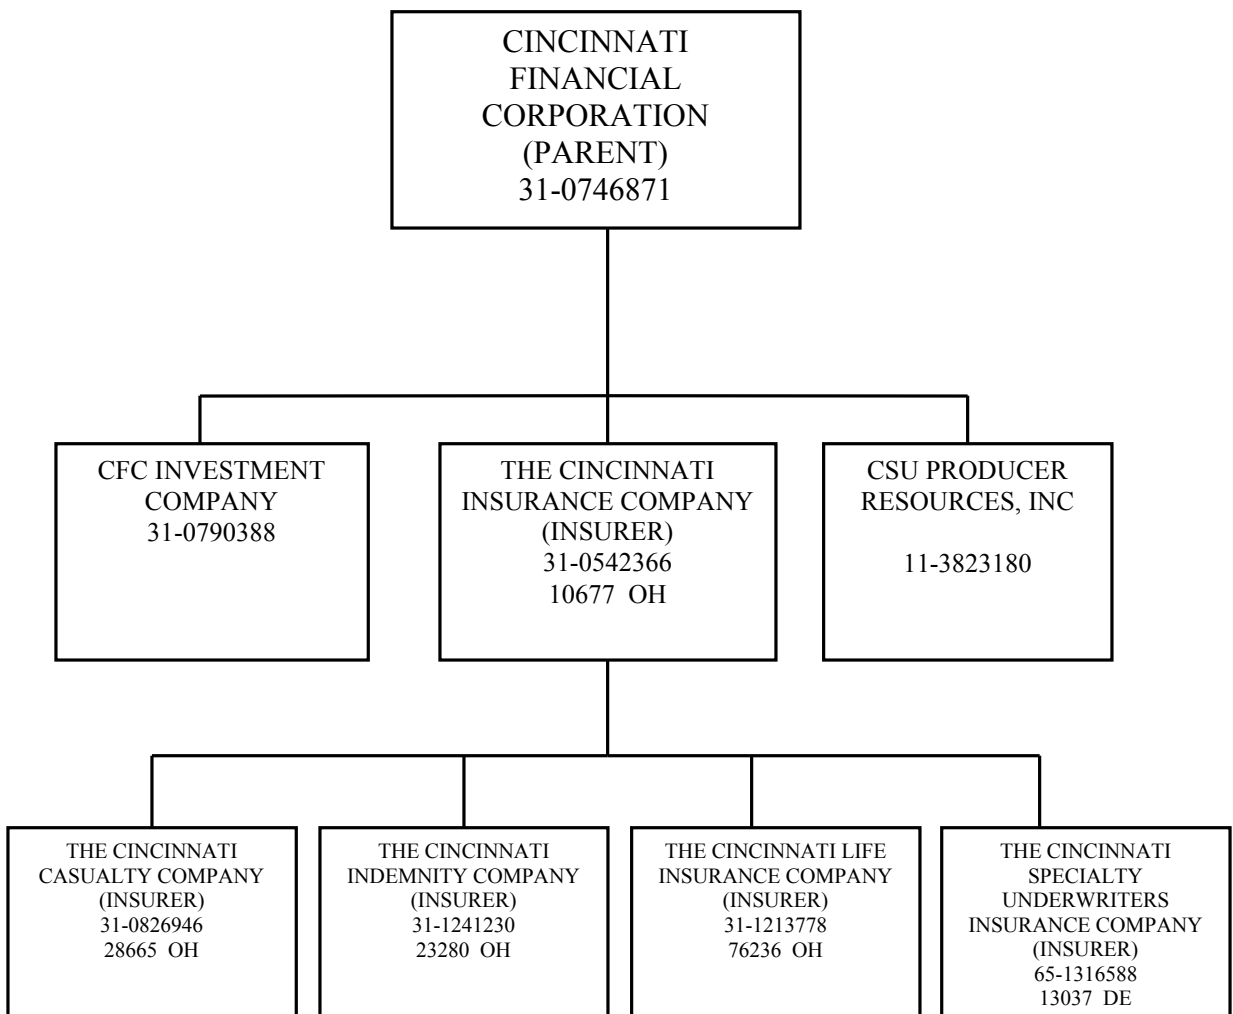 CINCINNATI
FINANCIAL
CORPORATION
(PARENT)
31-0746871
CFC INVESTMENT
COMPANY
31-0790388
THE CINCINNATI
INSURANCE COMPANY
(INSURER)
31-0542366
10677 OH
CSU PRODUCER
RESOURCES, INC
11-3823180
THE CINCINNATI
CASUALTY COMPANY
(INSURER)
31-0826946
28665 OH
THE CINCINNATI
INDEMNITY COMPANY
(INSURER)
31-1241230
23280 OH
THE CINCINNATI LIFE
INSURANCE COMPANY
(INSURER)
31-1213778
76236 OH
THE CINCINNATI
SPECIALTY
UNDERWRITERS
INSURANCE COMPANY
(INSURER)
65-1316588
13037 DE